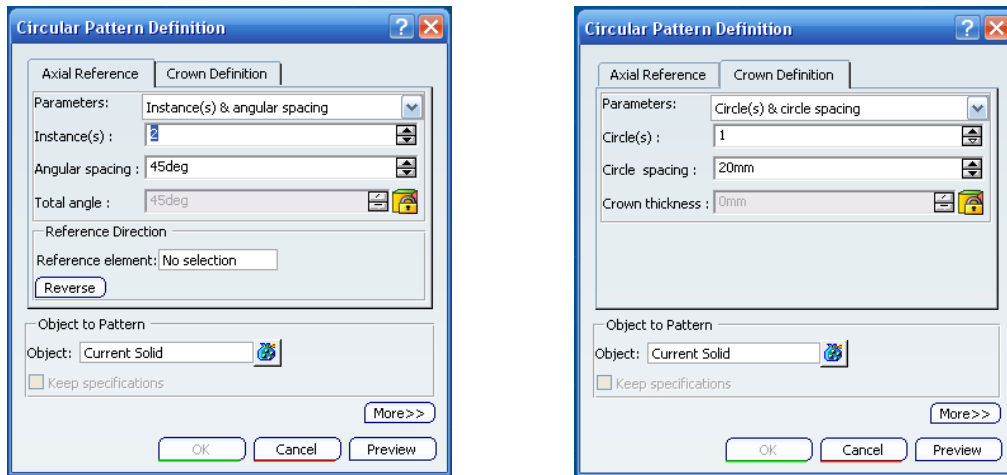 Circular Pattern Definition
Axial Reference Crown Definition
Parameters: Instance(s) & angular spacing
Instance(s) : 2
Angular spacing : 45deg
Total angle : 45deg
Reference Direction
Reference element: No selection
Reverse
Object to Pattern
Object: Current Solid
Keep specifications
More>>
OK Cancel Preview
Circular Pattern Definition
Axial Reference Crown Definition
Parameters: Circle(s) & circle spacing
Circle(s) : 1
Circle spacing : 20mm
Crown thickness : 0mm
Object to Pattern
Object: Current Solid
Keep specifications
More>>
OK Cancel Preview